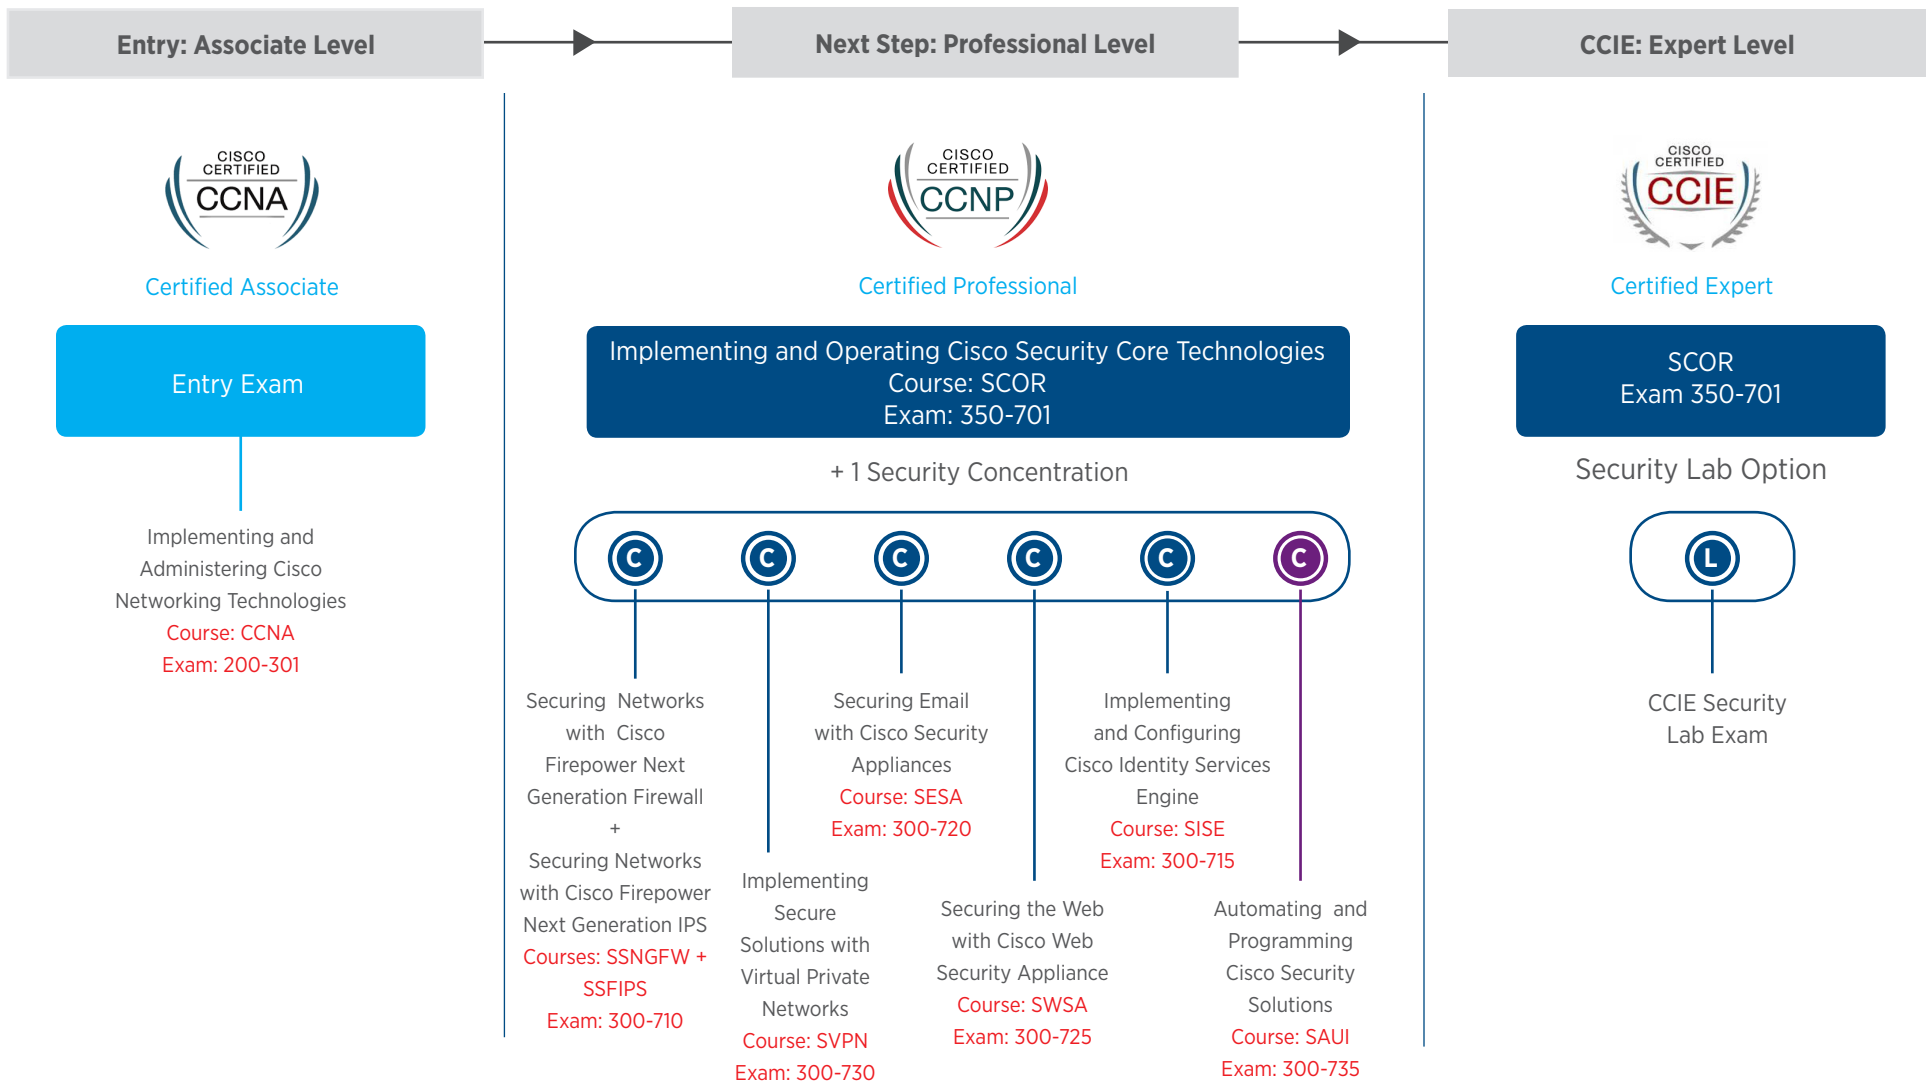 Entry: Associate Level
Next Step: Professional Level
CCIE: Expert Level
CISCO
CERTIFIED
CCNA
Certified Associate
Entry Exam
Implementing and
Administering Cisco
Networking Technologies
Course: CCNA
Exam: 200-301
CISCO
CERTIFIED
CCNP
Certified Professional
Implementing and Operating Cisco Security Core Technologies
Course: SCOR
Exam: 350-701
+ 1 Security Concentration
C C C C C C
Securing Networks
with Cisco
Firepower Next
Generation Firewall
+
Securing Networks
with Cisco Firepower
Next Generation IPS
Courses: SSNGFW +
SSFIPS
Exam: 300-710
Implementing
Secure
Solutions with
Virtual Private
Networks
Course: SVPN
Exam: 300-730
Securing Email
with Cisco Security
Appliances
Course: SESA
Exam: 300-720
Securing the Web
with Cisco Web
Security Appliance
Course: SWSA
Exam: 300-725
Implementing
and Configuring
Cisco Identity Services
Engine
Course: SISE
Exam: 300-715
Automating and
Programming
Cisco Security
Solutions
Course: SAUI
Exam: 300-735
CISCO
CERTIFIED
CCIE
Certified Expert
SCOR
Exam 350-701
Security Lab Option
L
CCIE Security
Lab Exam